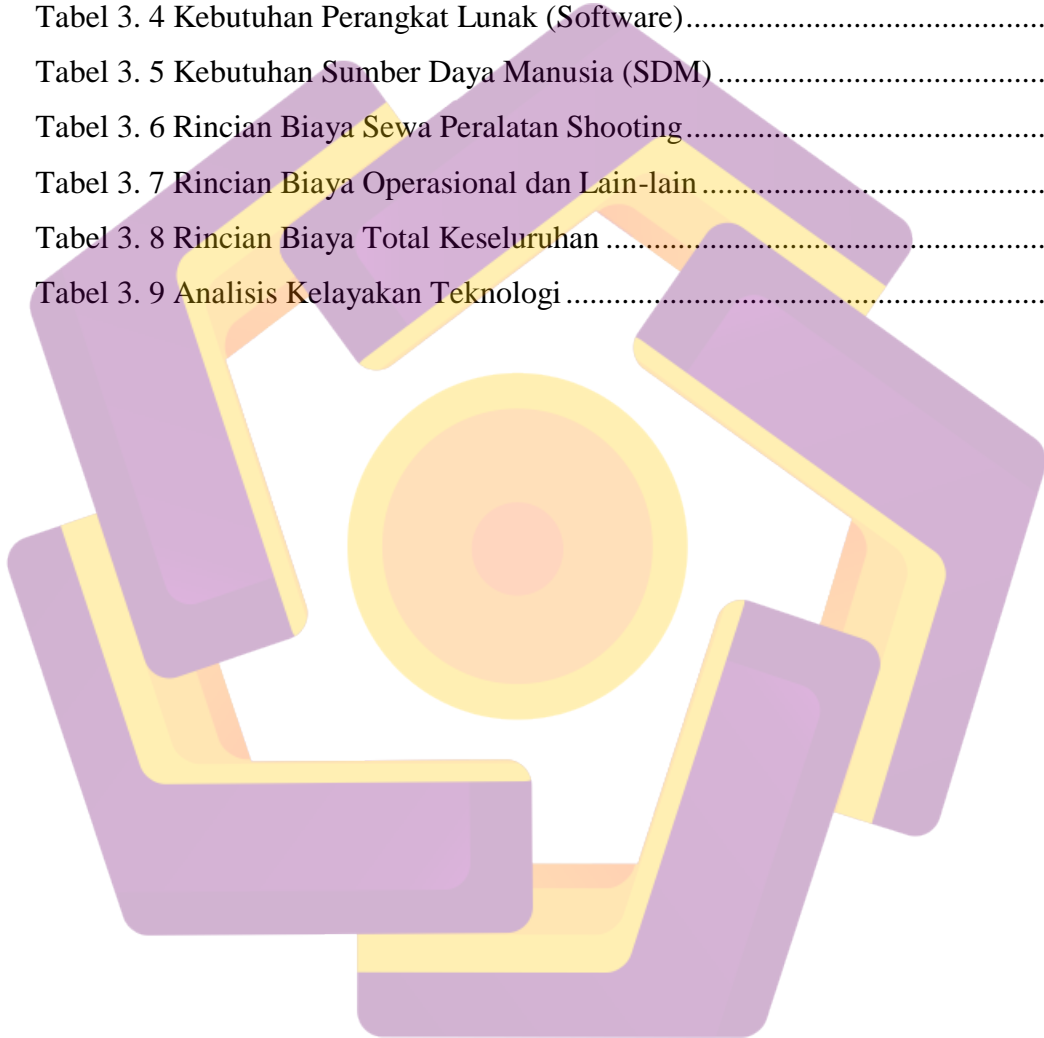 Tabel 3. 4 Kebutuhan Perangkat Lunak (Software)............................................
Tabel 3. 5 Kebutuhan Sumber Daya Manusia (SDM) ........................................
Tabel 3. 6 Rincian Biaya Sewa Peralatan Shooting............................................
Tabel 3. 7 Rincian Biaya Operasional dan Lain-lain ..........................................
Tabel 3. 8 Rincian Biaya Total Keseluruhan ......................................................
Tabel 3. 9 Analisis Kelayakan Teknologi ...........................................................